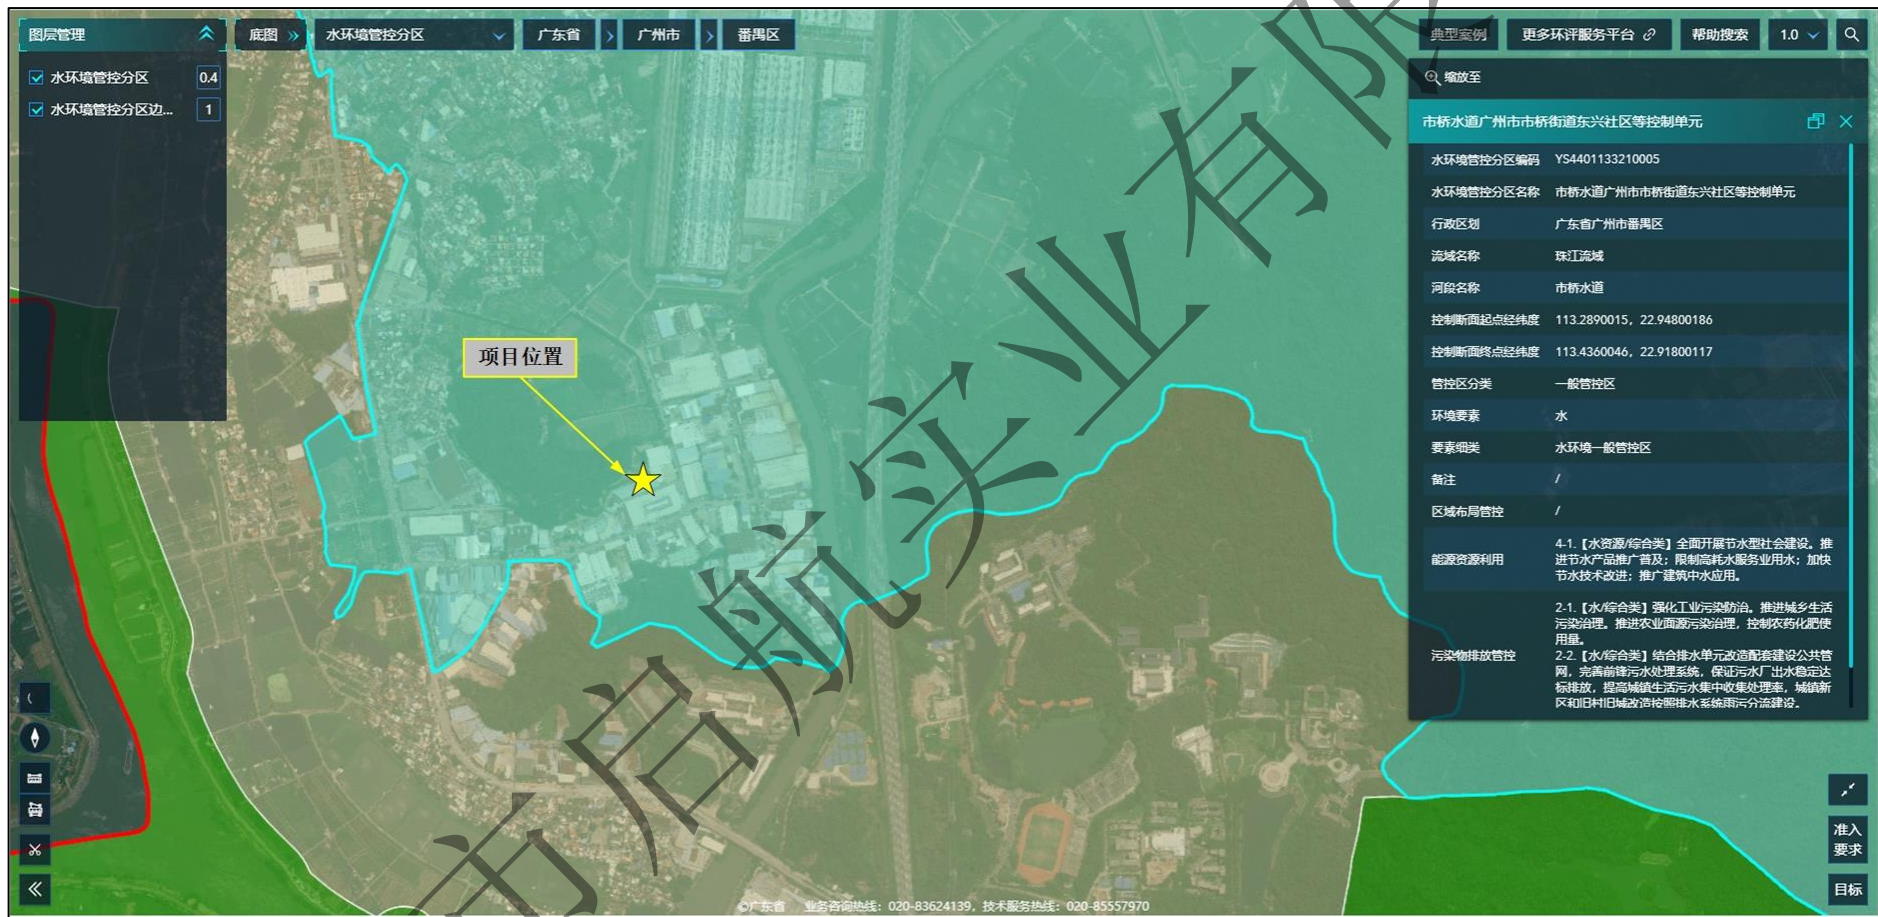 图层管理
水环境管控分区 0.4
水环境管控分区边... 1
底图 »
水环境管控分区
广东省 > 广州市 > 番禺区
典型案例
更多环评服务平台
帮助搜索
1.0
缩放至
市桥水道广州市市桥街道东兴社区等控制单元
水环境管控分区编码 YS4401133210005
水环境管控分区名称 市桥水道广州市市桥街道东兴社区等控制单元
行政区划 广东省广州市番禺区
流域名称 珠江流域
河段名称 市桥水道
控制断面起点经纬度 113.2890015，22.94800186
控制断面终点经纬度 113.4360046，22.91800117
管控区分类 一般管控区
环境要素 水
要素细类 水环境一般管控区
备注 /
区域布局管控 /
能源资源利用
4-1.【水资源/综合类】全面开展节水型社会建设。推
进节水产品推广普及；限制高耗水服务业用水；加快
节水技术改进；推广建筑中水应用。
污染物排放管控
2-1.【水/综合类】强化工业污染防治。推进城乡生活
污染治理。推进农业面源污染治理，控制农药化肥使
用量。
2-2.【水/综合类】结合排水单元改造配套建设公共管
网，完善前锋污水处理系统，保证污水厂出水稳定达
标排放，提高城镇生活污水集中收集处理率，城镇新
区和旧村旧城改造按照排水系统雨污分流建设。
项目位置
准入
要求
目标
©广东省 业务咨询热线：020-83624139，技术服务热线：020-85557970
市启航实业有限